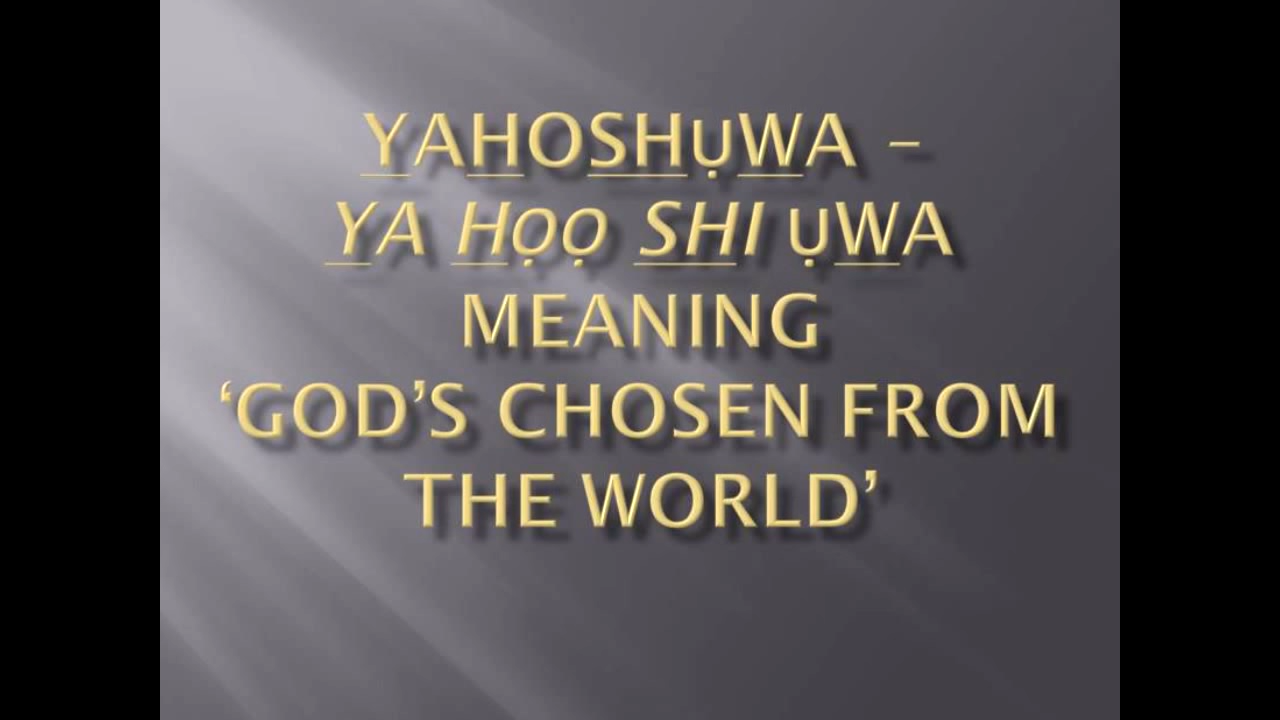 YAHOSHỤWA –
YA HỌỌ SHI ỤWA
MEANING
‘GOD’S CHOSEN FROM
THE WORLD’